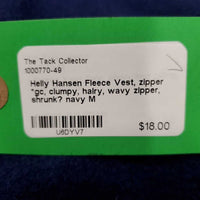 The Tack Collector
1000770-49
Helly Hansen Fleece Vest, zipper
*gc, clumpy, hairy, wavy zipper,
shrunk? navy M
U6DYV7
$18.00